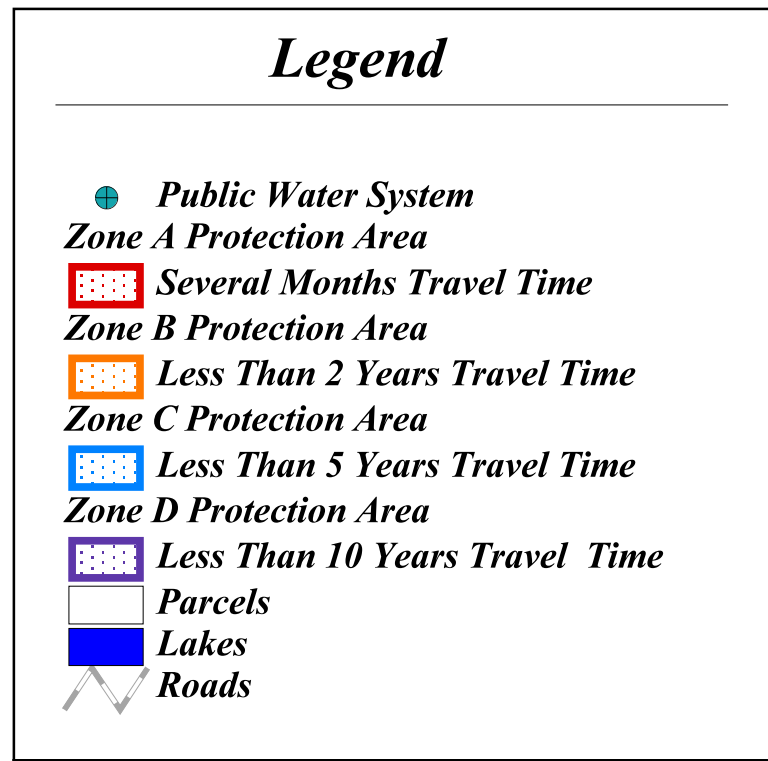 Legend
Public Water System
Zone A Protection Area
Several Months Travel Time
Zone B Protection Area
Less Than 2 Years Travel Time
Zone C Protection Area
Less Than 5 Years Travel Time
Zone D Protection Area
Less Than 10 Years Travel  Time
Parcels
Lakes
Roads